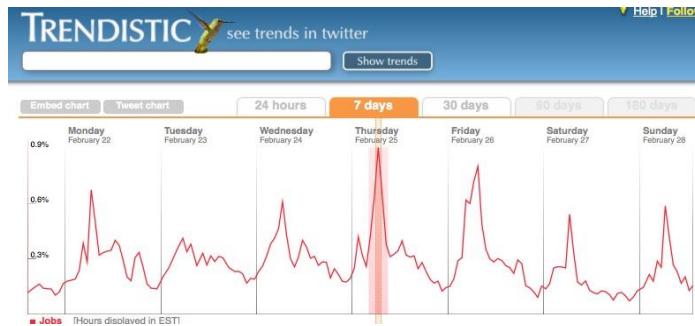 Help | Follow
TRENDISTIC see trends in twitter
Show trends
Embed chart Tweet chart 24 hours 7 days 30 days 90 days 180 days
Monday Tuesday Wednesday Thursday Friday Saturday Sunday
February 22 February 23 February 24 February 25 February 26 February 27 February 28
0.9%
0.6%
0.3%
Jobs [Hours displayed in EST]